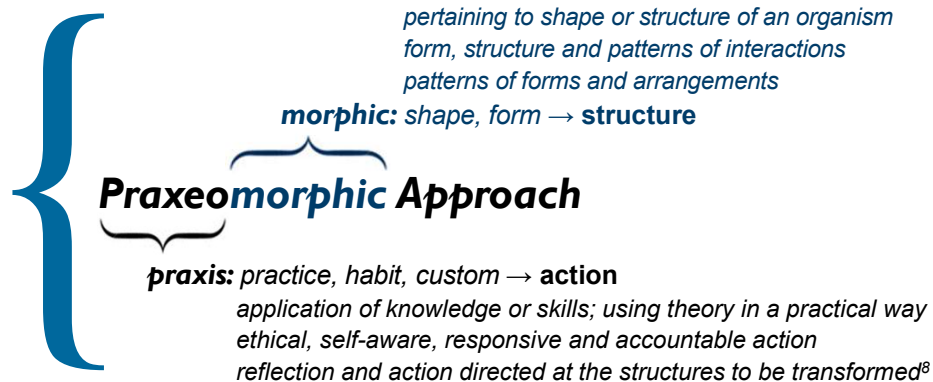 pertaining to shape or structure of an organism
form, structure and patterns of interactions
patterns of forms and arrangements
morphic: shape, form → structure
Praxeomorphic Approach
praxis: practice, habit, custom → action
application of knowledge or skills; using theory in a practical way
ethical, self-aware, responsive and accountable action
reflection and action directed at the structures to be transformed⁸